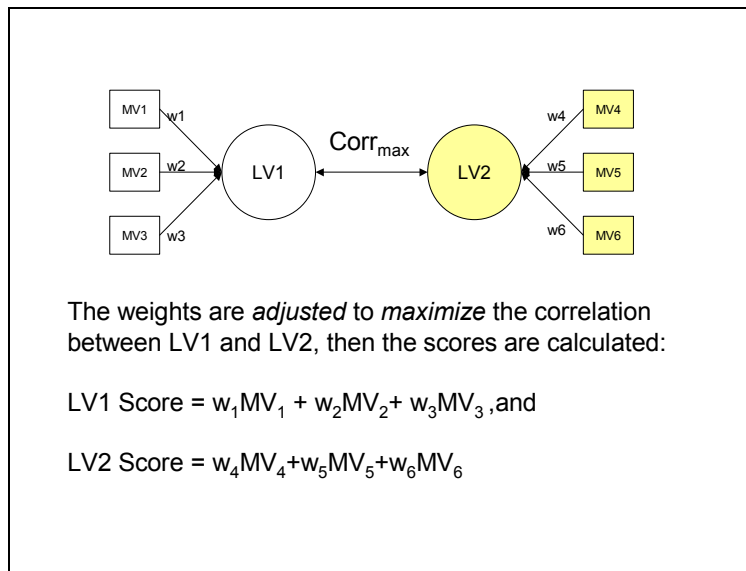 MV1
w1
MV2
w2
MV3
w3
LV1
Corrmax
LV2
w4
MV4
w5
MV5
w6
MV6
The weights are adjusted to maximize the correlation
between LV1 and LV2, then the scores are calculated:
LV1 Score = w1MV1 + w2MV2+ w3MV3 ,and
LV2 Score = w4MV4+w5MV5+w6MV6